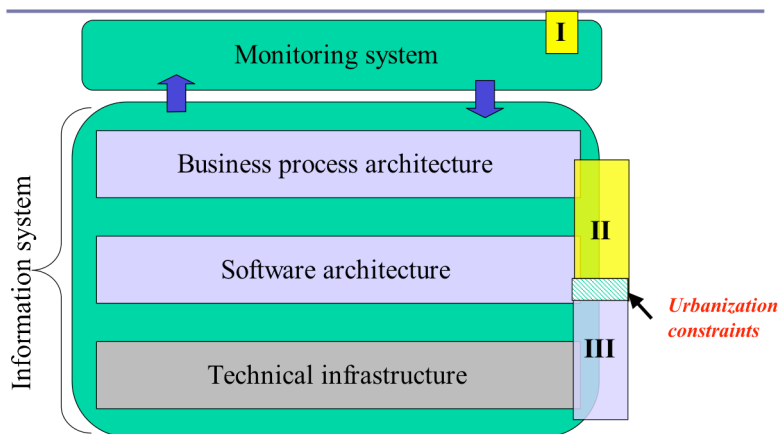 I
Monitoring system
Business process architecture
II
Software architecture
Information system
Urbanization
constraints
III
Technical infrastructure